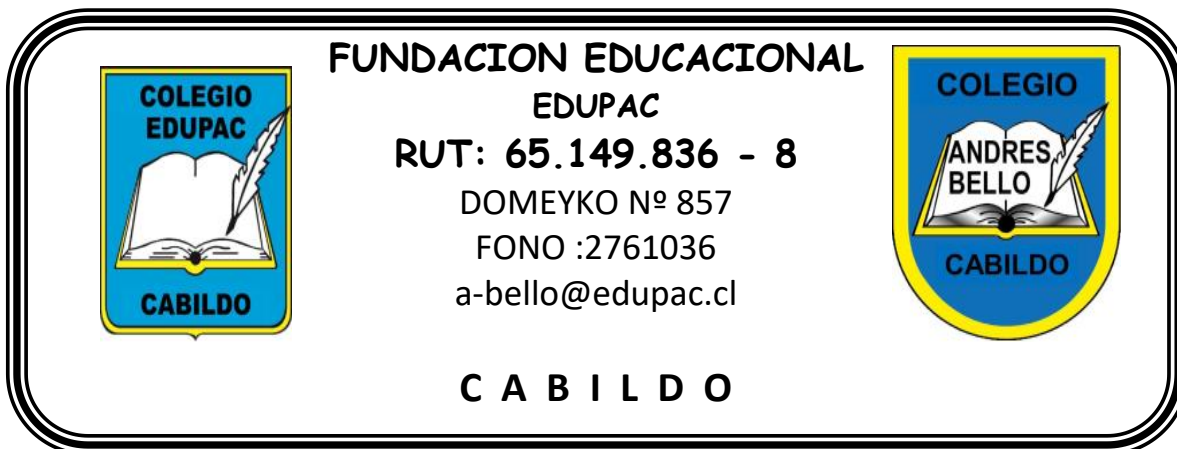 COLEGIO
EDUPAC
CABILDO
FUNDACION EDUCACIONAL
EDUPAC
RUT: 65.149.836 - 8
DOMEYKO Nº 857
FONO :2761036
a-bello@edupac.cl
C A B I L D O
COLEGIO
ANDRES
BELLO
CABILDO